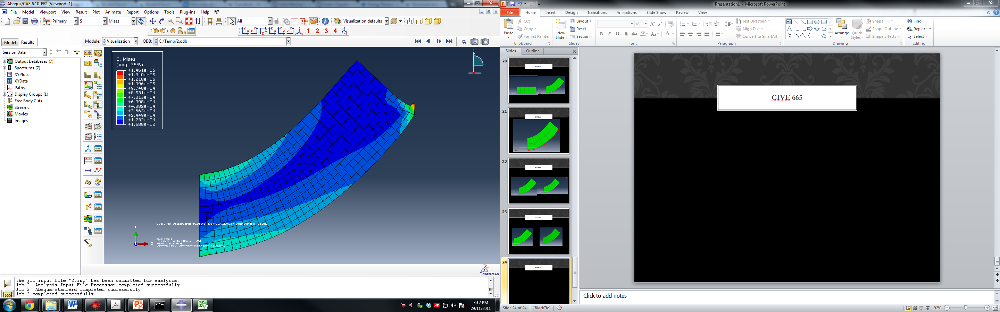 Abaqus/CAE 6.10-EF2 [Viewport: 1]
File Model Viewport View Result Plot Animate Report Options Tools Plug-ins Help
Primary S Mises All Visualization defaults
1 2 3 4
Model Results
Module: Visualization ODB: C:/Temp/2.odb
Session Data
Output Databases (7)
Spectrums (7)
XYPlots
XYData
Paths
Display Groups (1)
Free Body Cuts
Streams
Movies
Images
S, Mises
(Avg: 75%)
+1.461e+05
+1.340e+05
+1.218e+05
+1.096e+05
+9.748e+04
+8.531e+04
+7.315e+04
+6.098e+04
+4.882e+04
+3.665e+04
+2.449e+04
+1.232e+04
+1.588e+02
Y
X
Y
X
Z
ODB: 2.odb Abaqus/Standard 6.10-EF2 Tue Nov 29 15:09:33 Mountain Standard Time 2011
Step: Step-1
Increment 4: Step Time = 1.000
Primary Var: S, Mises
Deformed Var: U Deformation Scale Factor: +1.000e+00
SIMULIA
The job input file "2.inp" has been submitted for analysis.
Job 2: Analysis Input File Processor completed successfully.
Job 2: Abaqus/Standard completed successfully.
Job 2 completed successfully.
>>>
3:12 PM
29/11/2011
Presentation1 - Microsoft PowerPoint
File Home Insert Design Transitions Animations Slide Show Review View
Paste
Cut
Copy
Format Painter
Clipboard
New Slide
Layout
Reset
Section
Slides
18
B I U S abc AV Aa A
Font
Text Direction
Align Text
Convert to SmartArt
Paragraph
Arrange
Quick Styles
Shape Fill
Shape Outline
Shape Effects
Drawing
Find
Replace
Select
Editing
Slides Outline
20
21
22
23
24
CIVE 665
Click to add notes
Slide 24 of 24 "BlackTie" 92%